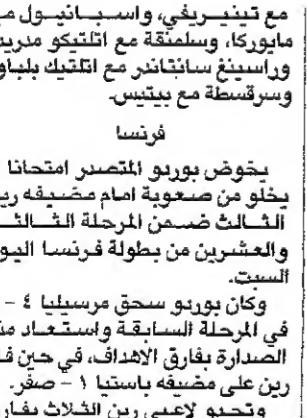 مع تينيريفي، واسبانيول مع
مايوركا، وسلمنقة مع اتلتيكو مدريد
وراسينغ سانتاندر مع اتلتيك بلباو
وسرقسطة مع بيتيس.
فرنسا
يخوض بوردو المتصدر امتحانا
يخلو من صعوبة امام مضيفه رين
الثالث ضمن المرحلة الثالثة
والعشرين من بطولة فرنسا اليوم
السبت.
وكان بوردو سحق مرسيليا ٤ -
في المرحلة السابقة واستعاد
الصدارة بفارق الاهداف، في حين
رين على مضيفه باستيا ١ - صفر.
لاعبي رين الثلاث